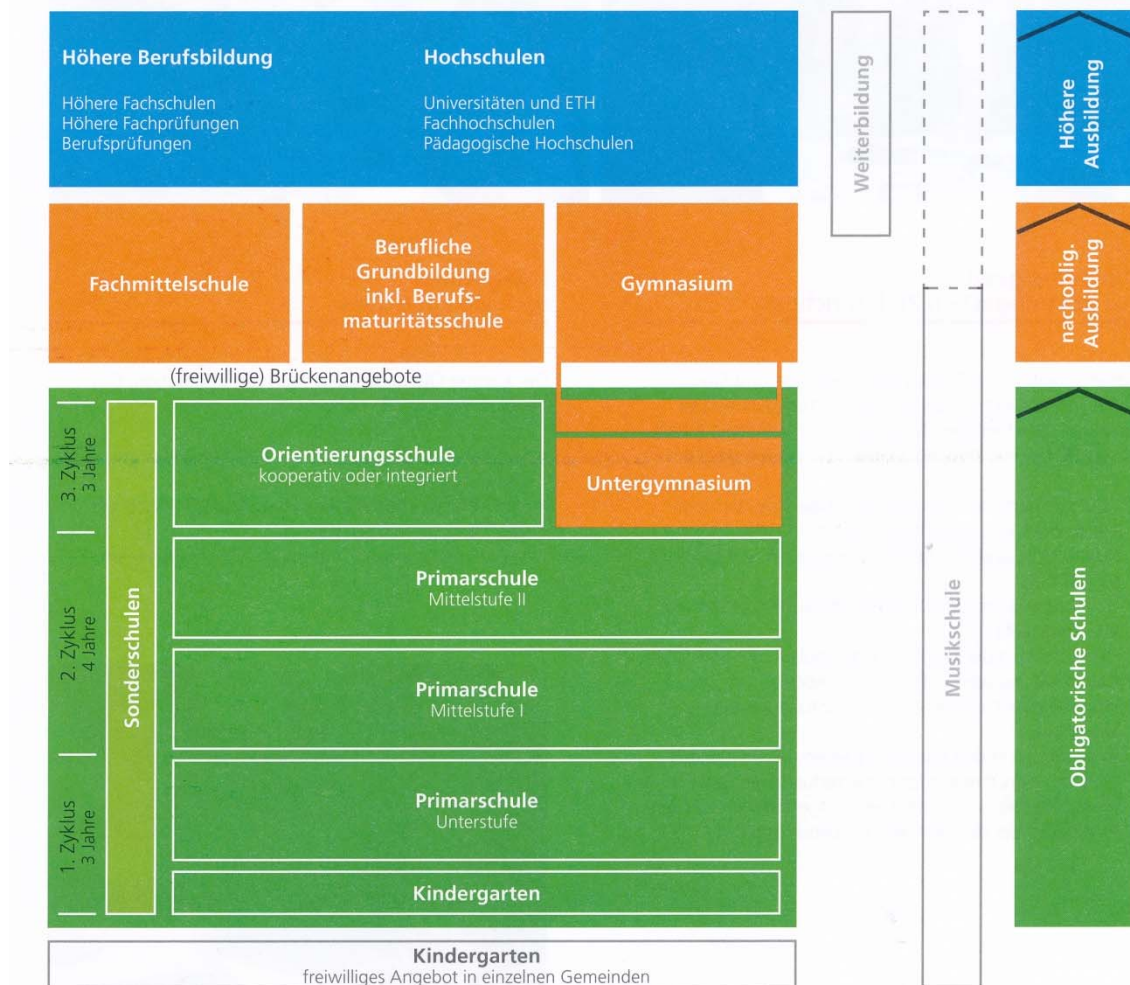 Höhere Berufsbildung
Höhere Fachschulen
Höhere Fachprüfungen
Berufsprüfungen
Hochschulen
Universitäten und ETH
Fachhochschulen
Pädagogische Hochschulen
Weiterbildung
Höhere
Ausbildung
Fachmittelschule
Berufliche
Grundbildung
inkl. Berufs-
maturitätsschule
Gymnasium
nachoblig.
Ausbildung
(freiwillige) Brückenangebote
3. Zyklus
3 Jahre
Orientierungsschule
kooperativ oder integriert
Untergymnasium
2. Zyklus
4 Jahre
Sonderschulen
Primarschule
Mittelstufe II
Primarschule
Mittelstufe I
1. Zyklus
3 Jahre
Primarschule
Unterstufe
Kindergarten
Kindergarten
freiwilliges Angebot in einzelnen Gemeinden
Musikschule
Obligatorische Schulen